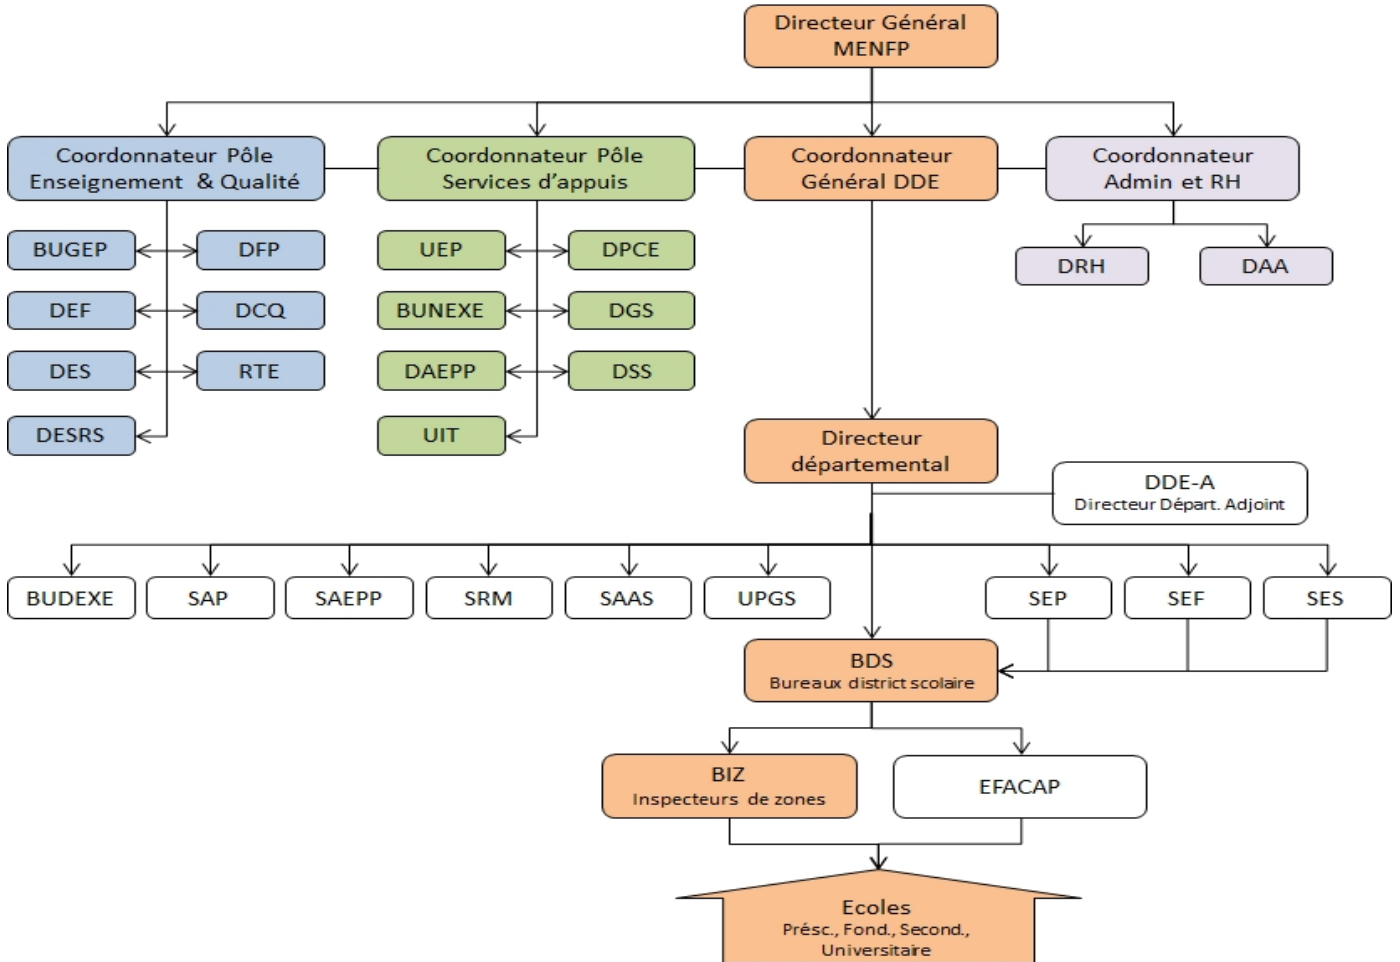 Directeur Général
MENFP
Coordonnateur Pôle
Enseignement & Qualité
Coordonnateur Pôle
Services d'appuis
Coordonnateur
Général DDE
Coordonnateur
Admin et RH
BUGEP
DFP
UEP
DPCE
DRH
DAA
DEF
DCQ
BUNEXE
DGS
DES
RTE
DAEPP
DSS
DESRS
UIT
Directeur
départemental
DDE-A
Directeur Départ. Adjoint
BUDEXE
SAP
SAEPP
SRM
SAAS
UPGS
SEP
SEF
SES
BDS
Bureaux district scolaire
BIZ
Inspecteurs de zones
EFACAP
Ecoles
Présc., Fond., Second.,
Universitaire